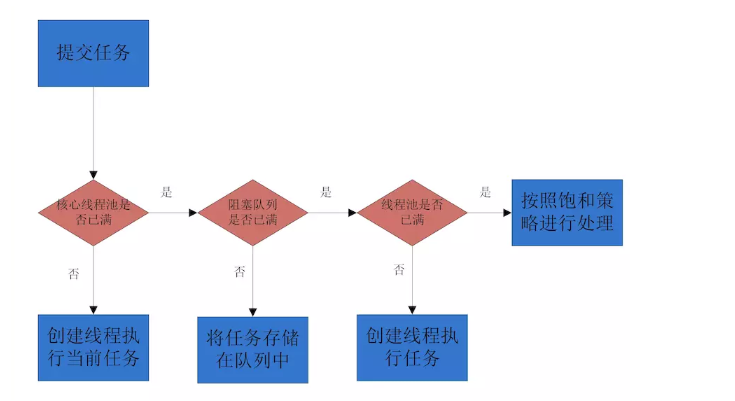 提交任务
核心线程池是
否已满
是
阻塞队列
是否已满
是
线程池是否
已满
是
按照饱和策
略进行处理
否
否
否
创建线程执
行当前任务
将任务存储
在队列中
创建线程执
行任务